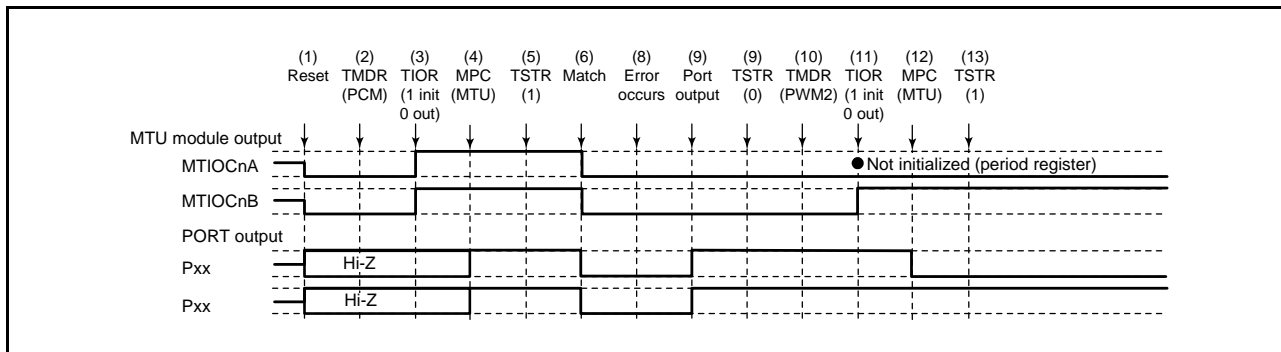 (1) (2) (3) (4) (5) (6) (8) (9) (9) (10) (11) (12) (13)
Reset TMDR TIOR MPC TSTR Match Error Port TSTR TMDR TIOR MPC TSTR
(PCM) (1 init (MTU) (1) occurs output (0) (PWM2) (1 init (MTU) (1)
0 out) 0 out)
MTU module output
MTIOCnA ● Not initialized (period register)
MTIOCnB
PORT output
Pxx Hi-Z
Pxx Hi-Z